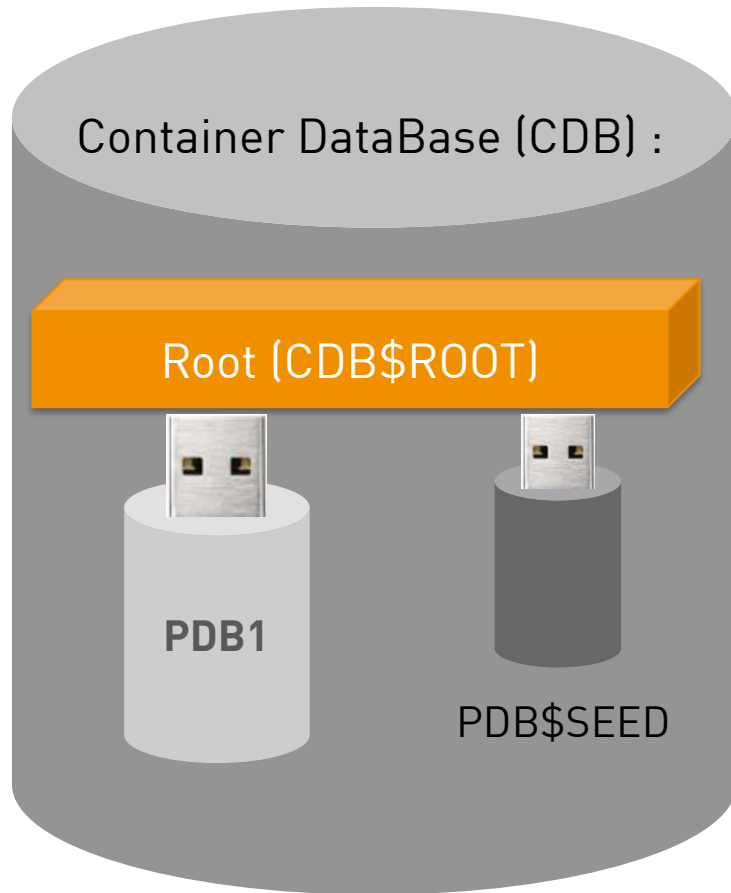 Container DataBase (CDB) :
Root (CDB$ROOT)
PDB1
PDB$SEED